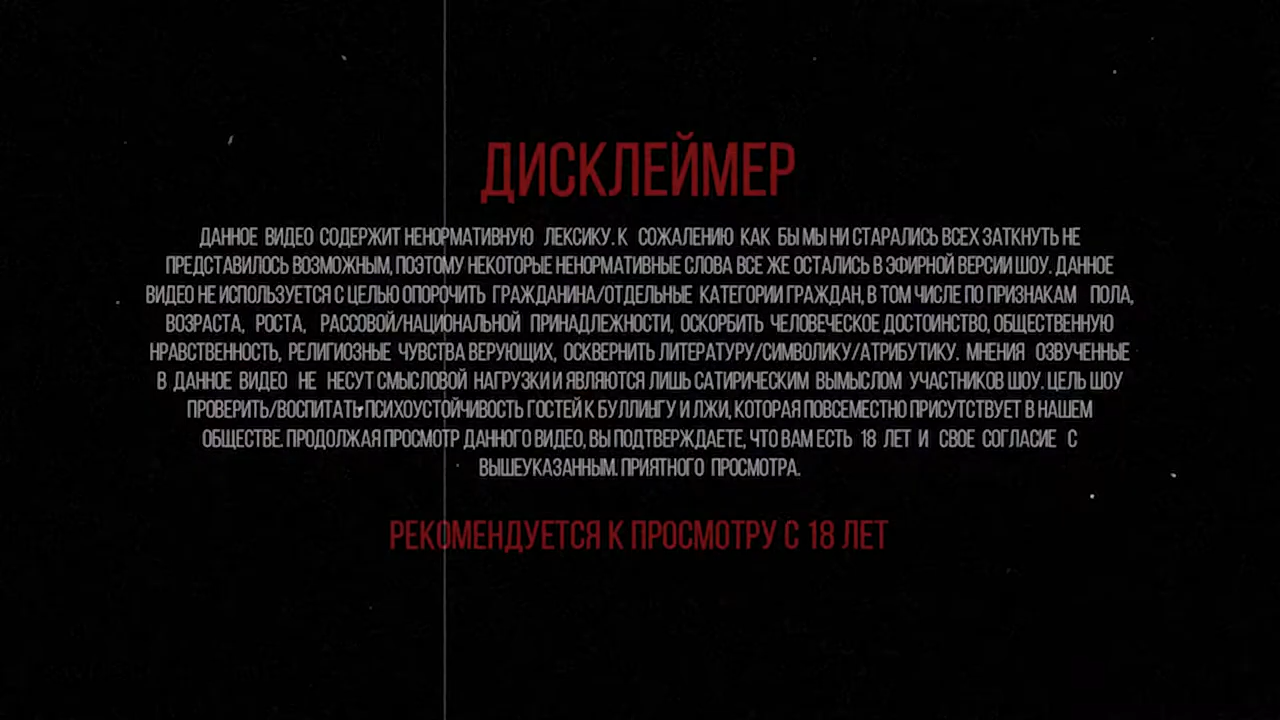 ДИСКЛЕЙМЕР
ДАННОЕ ВИДЕО СОДЕРЖИТ НЕНОРМАТИВНУЮ ЛЕКСИКУ. К СОЖАЛЕНИЮ КАК БЫ МЫ НИ СТАРАЛИСЬ ВСЕХ ЗАТКНУТЬ НЕ
ПРЕДСТАВИЛОСЬ ВОЗМОЖНЫМ, ПОЭТОМУ НЕКОТОРЫЕ НЕНОРМАТИВНЫЕ СЛОВА ВСЕ ЖЕ ОСТАЛИСЬ В ЭФИРНОЙ ВЕРСИИ ШОУ. ДАННОЕ
ВИДЕО НЕ ИСПОЛЬЗУЕТСЯ С ЦЕЛЬЮ ОПОРОЧИТЬ ГРАЖДАНИНА/ОТДЕЛЬНЫЕ КАТЕГОРИИ ГРАЖДАН, В ТОМ ЧИСЛЕ ПО ПРИЗНАКАМ ПОЛА,
ВОЗРАСТА, РОСТА, РАССОВОЙ/НАЦИОНАЛЬНОЙ ПРИНАДЛЕЖНОСТИ, ОСКОРБИТЬ ЧЕЛОВЕЧЕСКОЕ ДОСТОИНСТВО, ОБЩЕСТВЕННУЮ
НРАВСТВЕННОСТЬ, РЕЛИГИОЗНЫЕ ЧУВСТВА ВЕРУЮЩИХ, ОСКВЕРНИТЬ ЛИТЕРАТУРУ/СИМВОЛИКУ/АТРИБУТИКУ. МНЕНИЯ ОЗВУЧЕННЫЕ
В ДАННОЕ ВИДЕО НЕ НЕСУТ СМЫСЛОВОЙ НАГРУЗКИ И ЯВЛЯЮТСЯ ЛИШЬ САТИРИЧЕСКИМ ВЫМЫСЛОМ УЧАСТНИКОВ ШОУ. ЦЕЛЬ ШОУ
ПРОВЕРИТЬ/ВОСПИТАТЬ ПСИХОУСТОЙЧИВОСТЬ ГОСТЕЙ К БУЛЛИНГУ И ЛЖИ, КОТОРАЯ ПОВСЕМЕСТНО ПРИСУТСТВУЕТ В НАШЕМ
ОБЩЕСТВЕ. ПРОДОЛЖАЯ ПРОСМОТР ДАННОГО ВИДЕО, ВЫ ПОДТВЕРЖДАЕТЕ, ЧТО ВАМ ЕСТЬ 18 ЛЕТ И СВОЕ СОГЛАСИЕ С
ВЫШЕУКАЗАННЫМ. ПРИЯТНОГО ПРОСМОТРА.
РЕКОМЕНДУЕТСЯ К ПРОСМОТРУ С 18 ЛЕТ